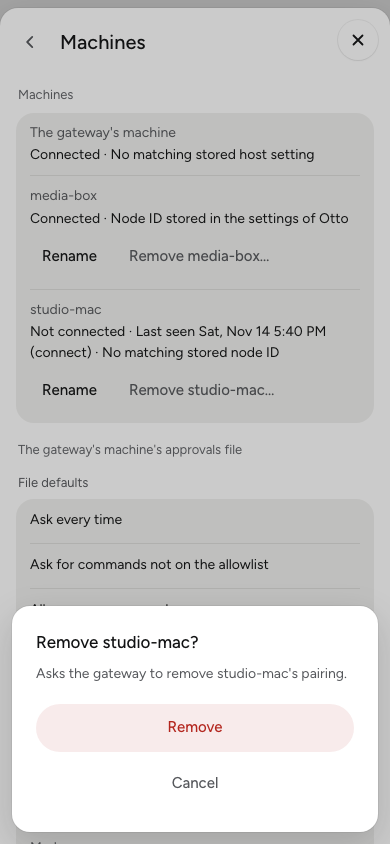 Machines
Machines
The gateway's machine
Connected · No matching stored host setting
media-box
Connected · Node ID stored in the settings of Otto
Rename
Remove media-box…
studio-mac
Not connected · Last seen Sat, Nov 14 5:40 PM
(connect) · No matching stored node ID
Rename
Remove studio-mac…
The gateway's machine's approvals file
File defaults
Ask every time
Ask for commands not on the allowlist
Remove studio-mac?
Asks the gateway to remove studio-mac's pairing.
Remove
Cancel